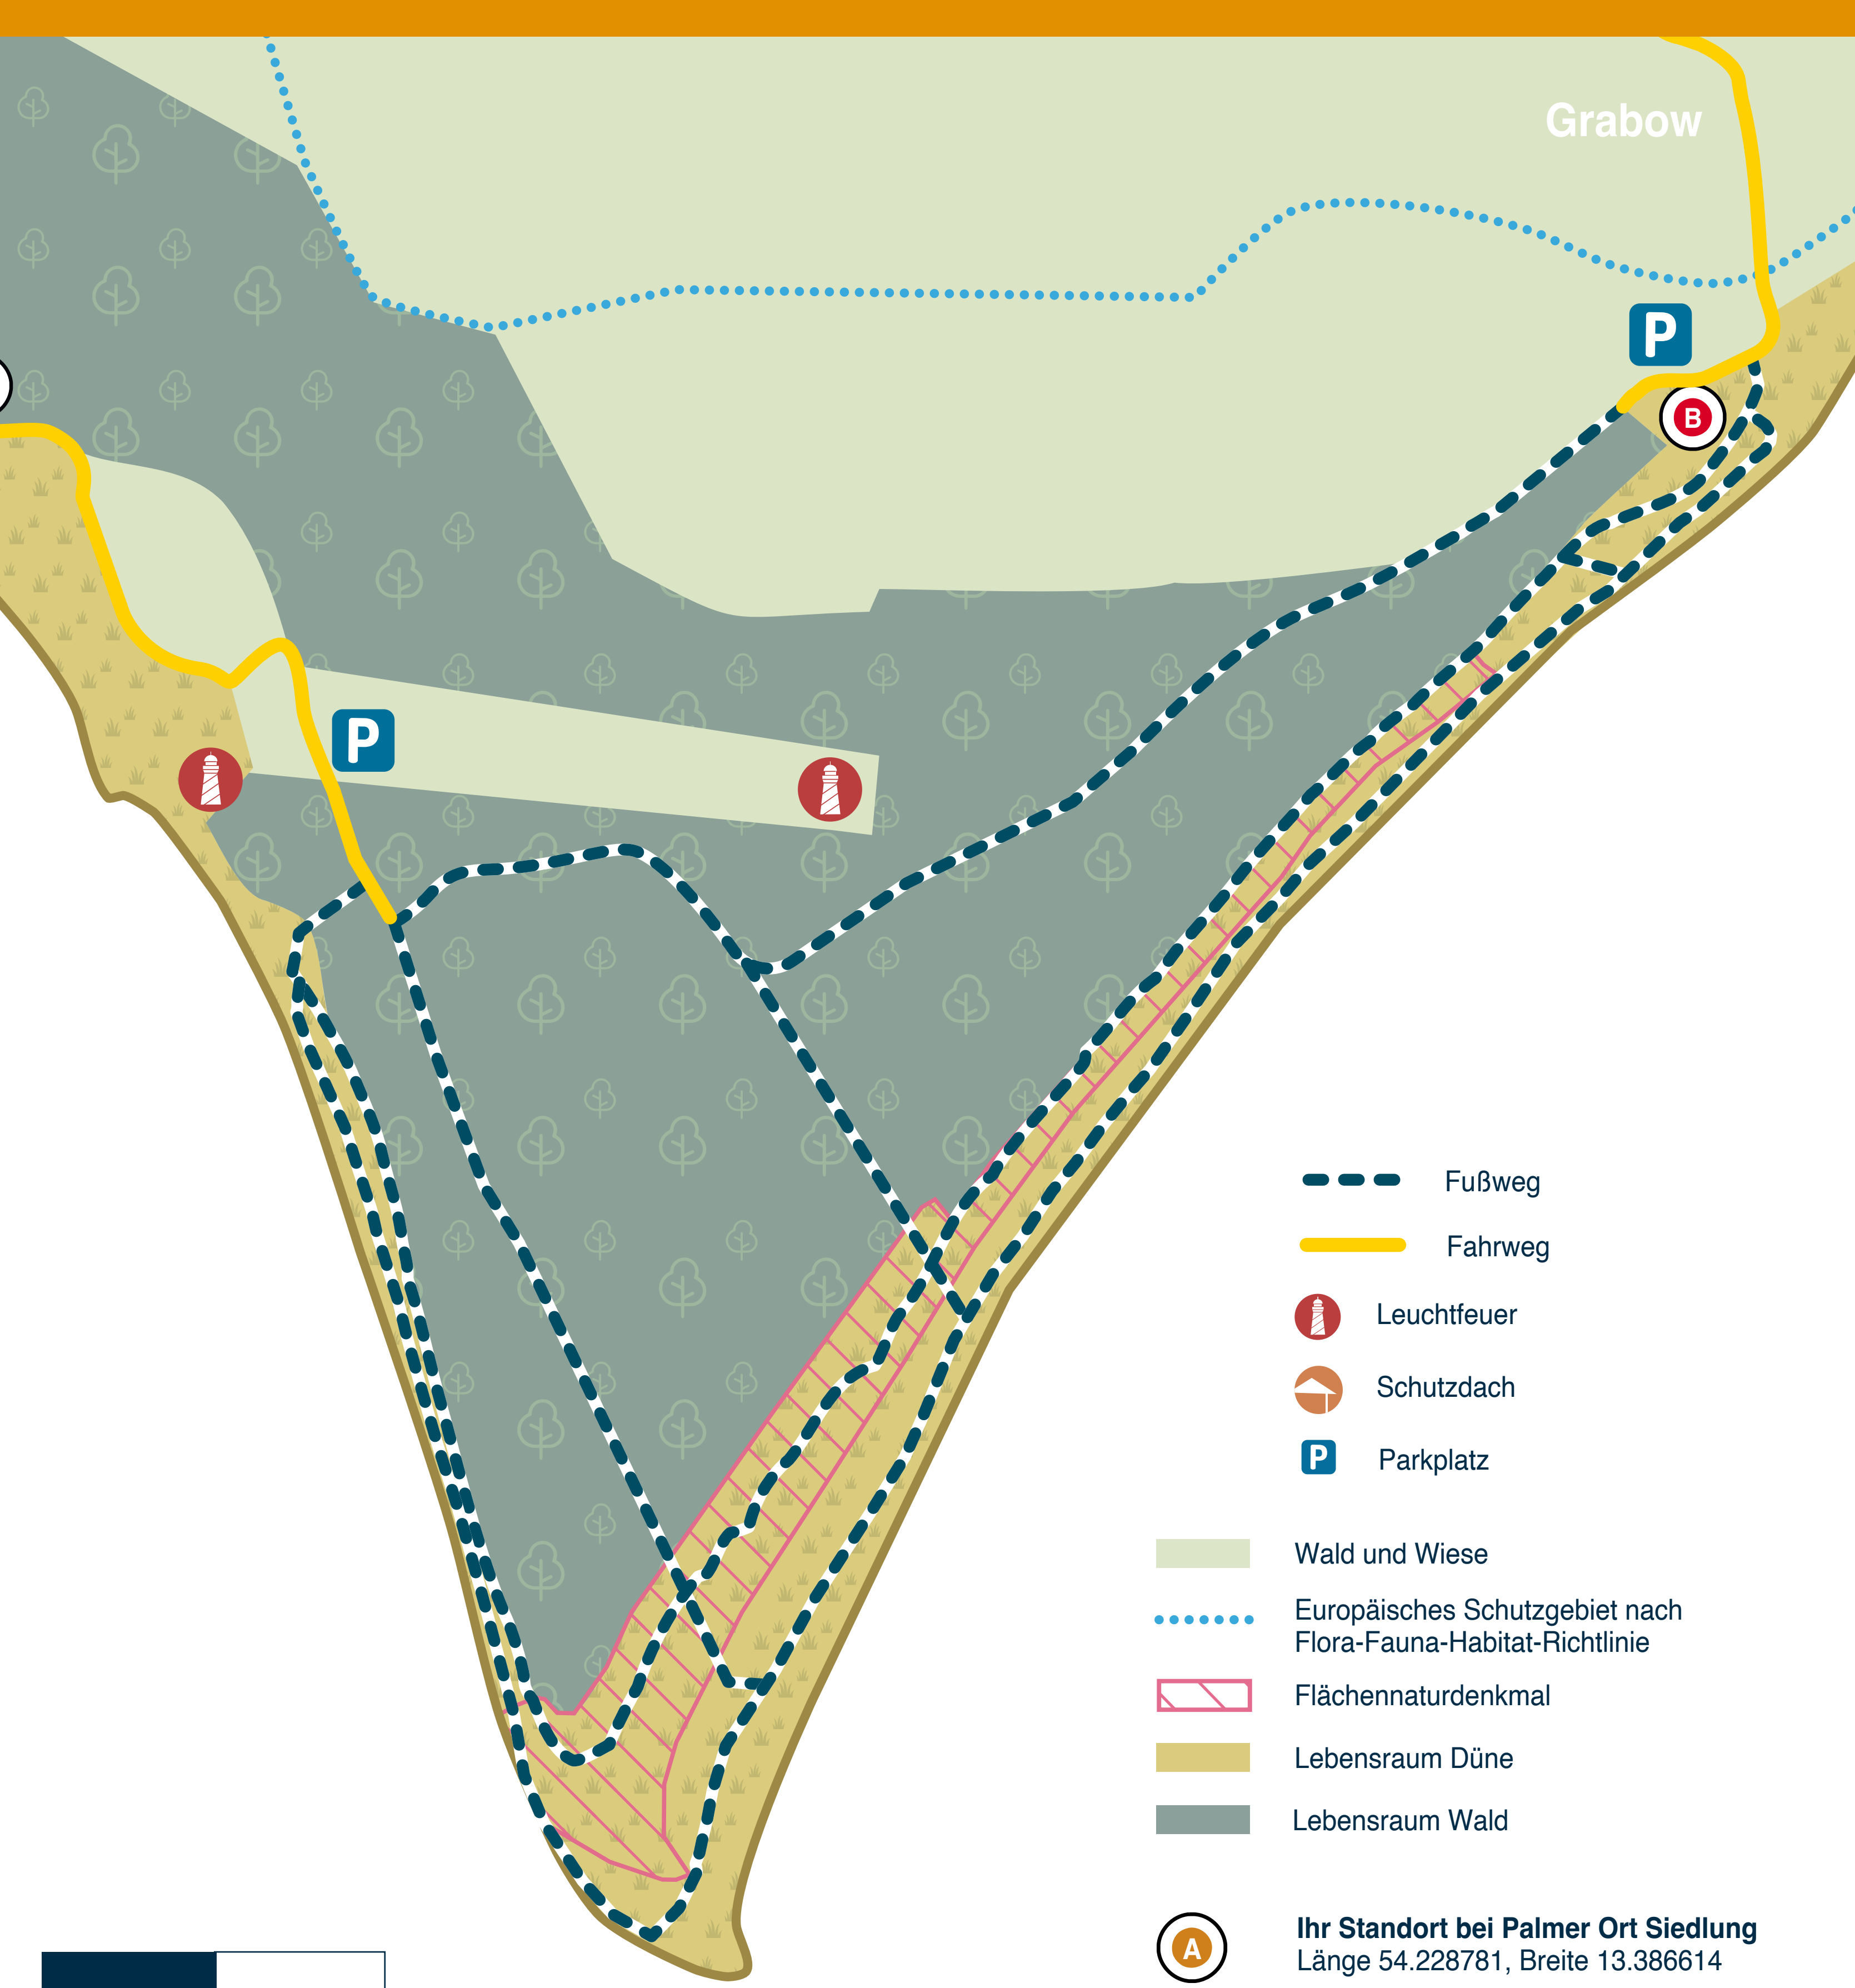 Grabow
P
B
P
Fußweg
Fahrweg
Leuchtfeuer
Schutzdach
P
Parkplatz
Wald und Wiese
Europäisches Schutzgebiet nach
Flora-Fauna-Habitat-Richtlinie
Flächennaturdenkmal
Lebensraum Düne
Lebensraum Wald
A
Ihr Standort bei Palmer Ort Siedlung
Länge 54.228781, Breite 13.386614